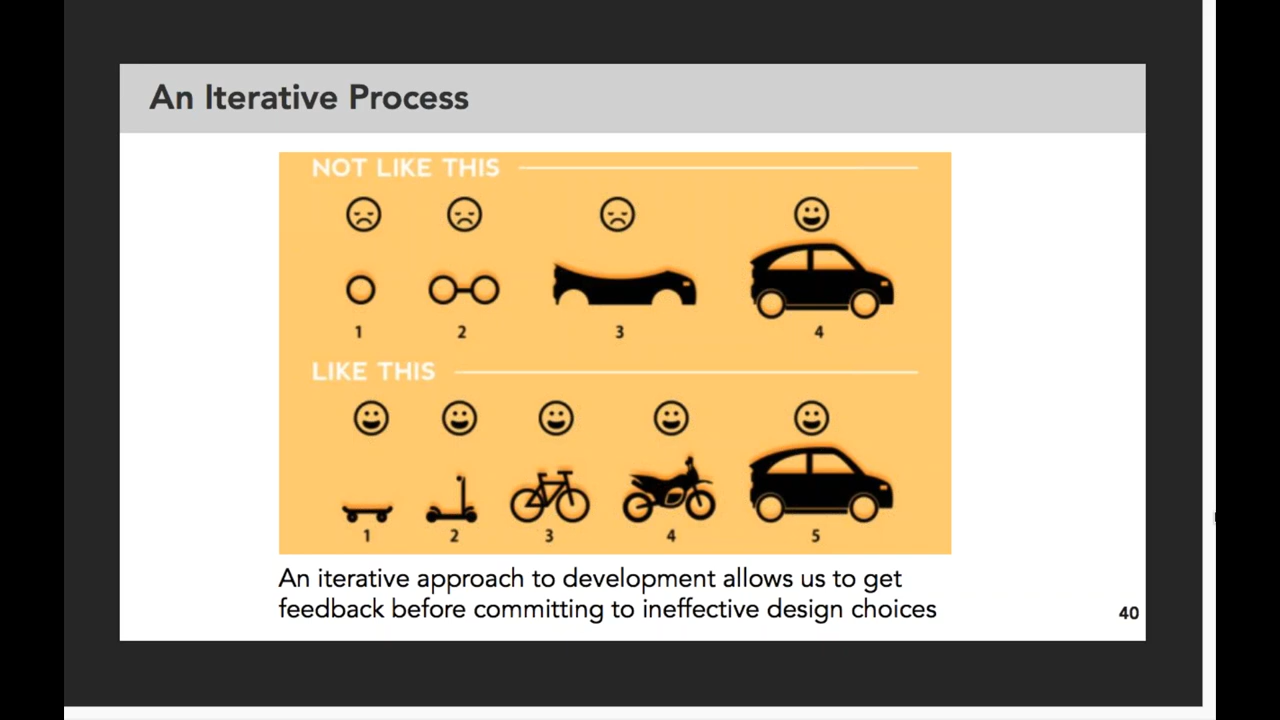 An Iterative Process
NOT LIKE THIS
1 2 3 4
LIKE THIS
1 2 3 4 5
An iterative approach to development allows us to get
feedback before committing to ineffective design choices
40